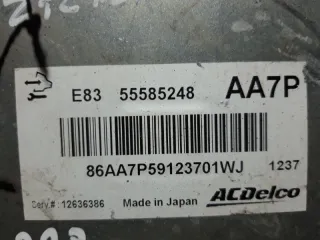 E83 55585248 AA7P
86AA7P59123701WJ 1237
Serv.#: 12636386 Made in Japan ACDelco